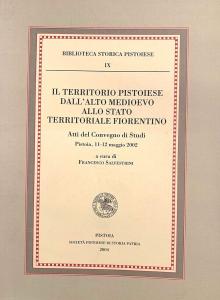 BIBLIOTECA STORICA PISTOIESE
IX
IL TERRITORIO PISTOIESE
DALL'ALTO MEDIOEVO
ALLO STATO
TERRITORIALE FIORENTINO
Atti del Convegno di Studi
Pistoia, 11-12 maggio 2002
a cura di
FRANCESCO SALVESTRINI
PISTOIA
SOCIETÀ PISTOIESE DI STORIA PATRIA
2004